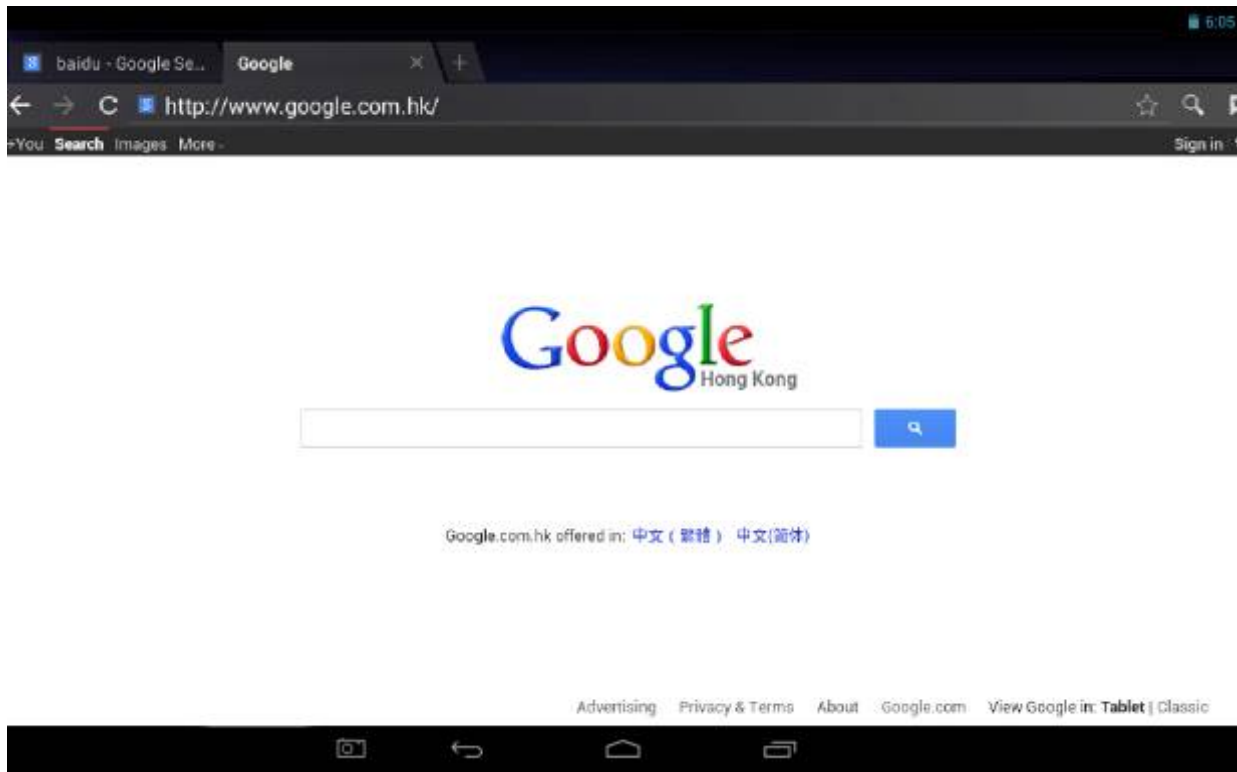 6:05
baidu - Google Se... Google
http://www.google.com.hk/
+You Search Images More
Sign in
Google
Hong Kong
Google.com.hk offered in: 中文（繁體） 中文(简体)
Advertising Privacy & Terms About Google.com View Google in: Tablet | Classic